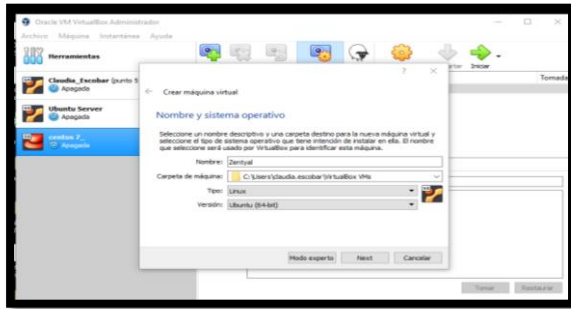 Oracle VM VirtualBox Administrador
Archivo Máquina Instantánea Ayuda
Herramientas
Iniciar
Tomada
Claudia_Escobar (punto 5
Apagada
Ubuntu Server
Apagada
centos 7_
Apagada
? ×
← Crear máquina virtual
Nombre y sistema operativo
Seleccione un nombre descriptivo y una carpeta destino para la nueva máquina virtual y
seleccione el tipo de sistema operativo que tiene intención de instalar en ella. El nombre
que seleccione será usado por VirtualBox para identificar esta máquina.
Nombre: Zentyal
Carpeta de máquina: C:\Users\claudia.escobar\VirtualBox VMs
Tipo: Linux
Versión: Ubuntu (64-bit)
Modo experto Next Cancelar
Tomar Restaurar